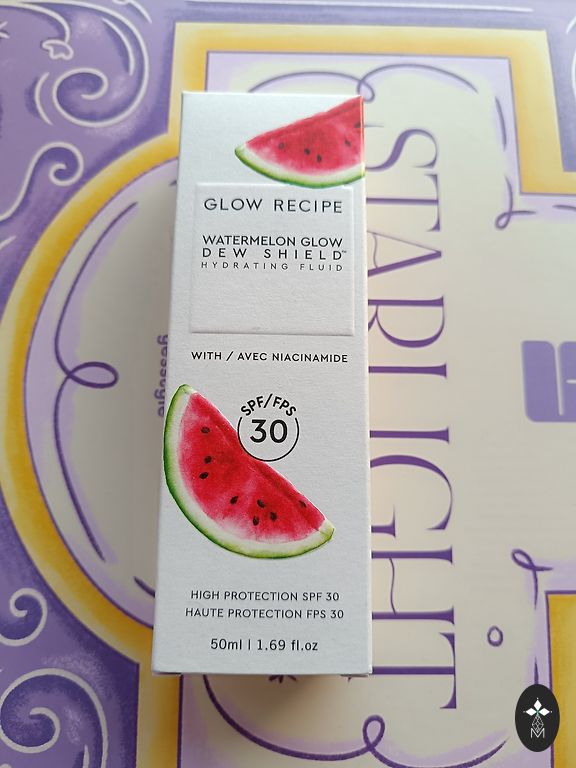 GLOW RECIPE
WATERMELON GLOW
DEW SHIELD™
HYDRATING FLUID
WITH / AVEC NIACINAMIDE
SPF/FPS
30
HIGH PROTECTION SPF 30
HAUTE PROTECTION FPS 30
50ml | 1.69 fl.oz
STARLIGHT
M